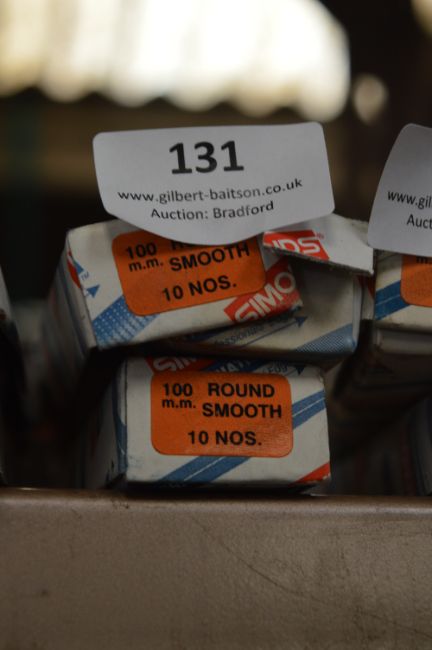 131
www.gilbert-baitson.co.uk
Auction: Bradford
100
m.m. SMOOTH
10 NOS.
SIMO
100 ROUND
m.m. SMOOTH
10 NOS.